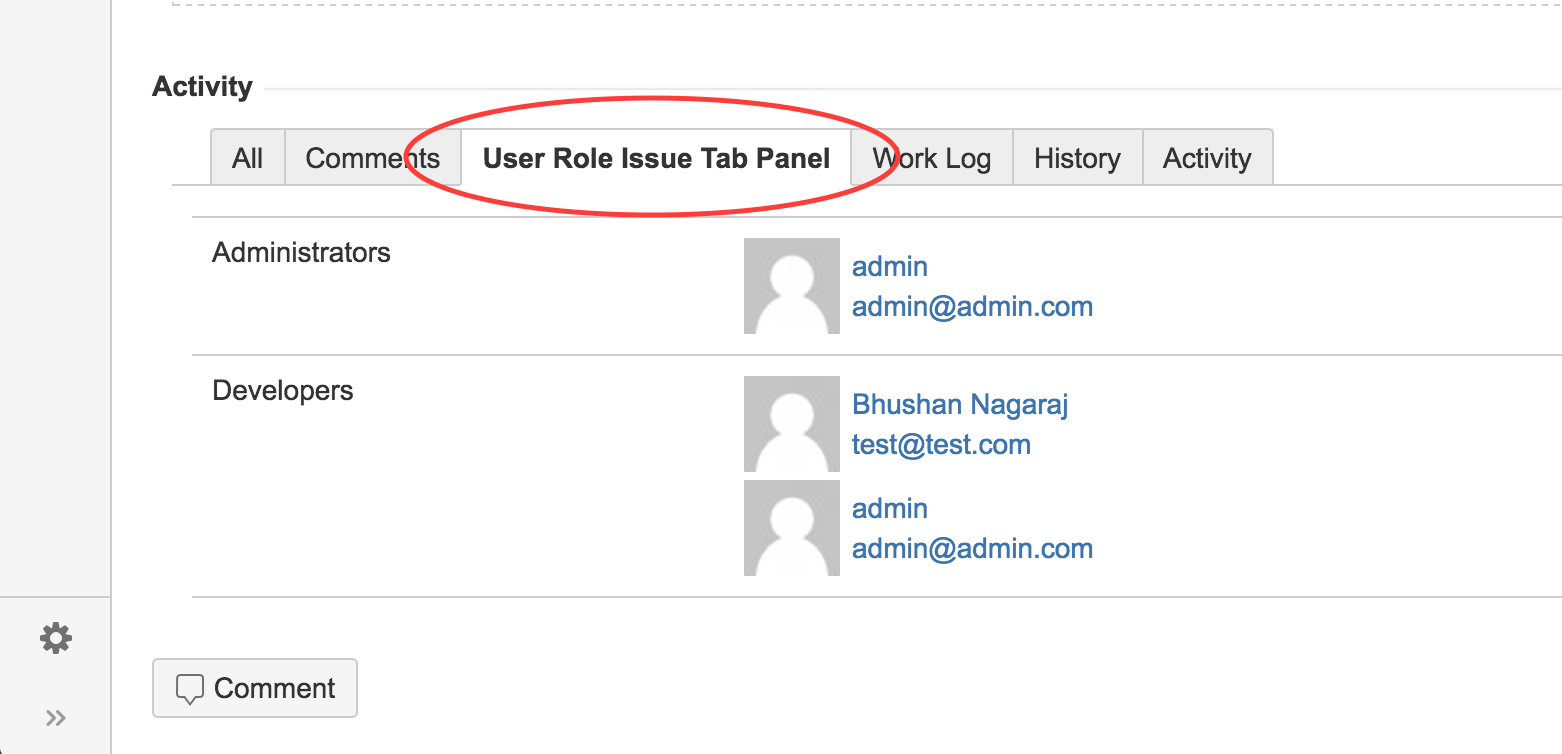 Activity
All Comments User Role Issue Tab Panel Work Log History Activity
Administrators
admin
admin@admin.com
Developers
Bhushan Nagaraj
test@test.com
admin
admin@admin.com
Comment